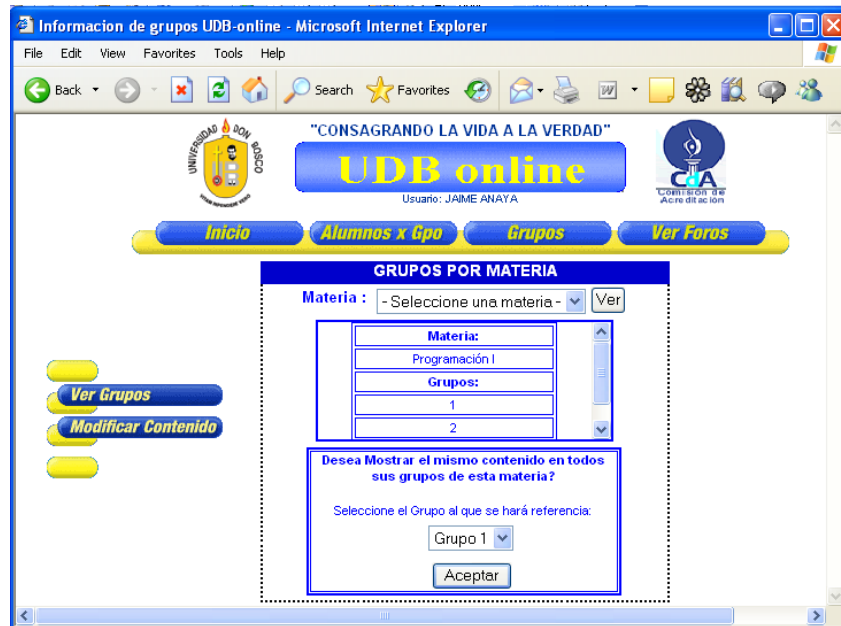 Informacion de grupos UDB-online - Microsoft Internet Explorer
File Edit View Favorites Tools Help
Back Search Favorites
"CONSAGRANDO LA VIDA A LA VERDAD"
UNIVERSIDAD DON BOSCO
UDB online
Usuario: JAIME ANAYA
CdA
Comisión de
Acreditación
Inicio Alumnos x Gpo Grupos Ver Foros
GRUPOS POR MATERIA
Materia : - Seleccione una materia - Ver
Materia:
Programación I
Grupos:
1
2
Ver Grupos
Modificar Contenido
Desea Mostrar el mismo contenido en todos
sus grupos de esta materia?
Seleccione el Grupo al que se hará referencia:
Grupo 1
Aceptar